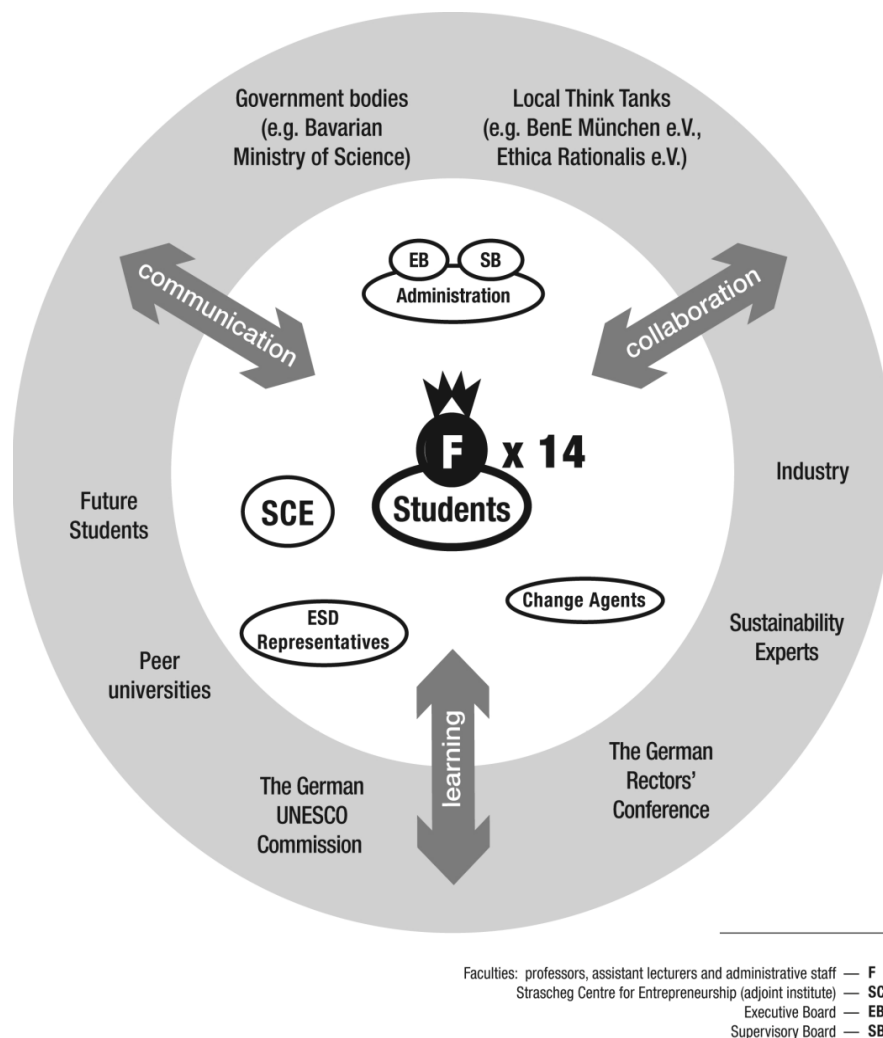 Government bodies
(e.g. Bavarian
Ministry of Science)
Local Think Tanks
(e.g. BenE München e.V.,
Ethica Rationalis e.V.)
EB
SB
Administration
communication
collaboration
F x 14
Students
SCE
Industry
Future
Students
ESD
Representatives
Change Agents
Sustainability
Experts
Peer
universities
learning
The German
Rectors'
Conference
The German
UNESCO
Commission
Faculties: professors, assistant lecturers and administrative staff — F
Strascheg Centre for Entrepreneurship (adjoint institute) — SC
Executive Board — EB
Supervisory Board — SB